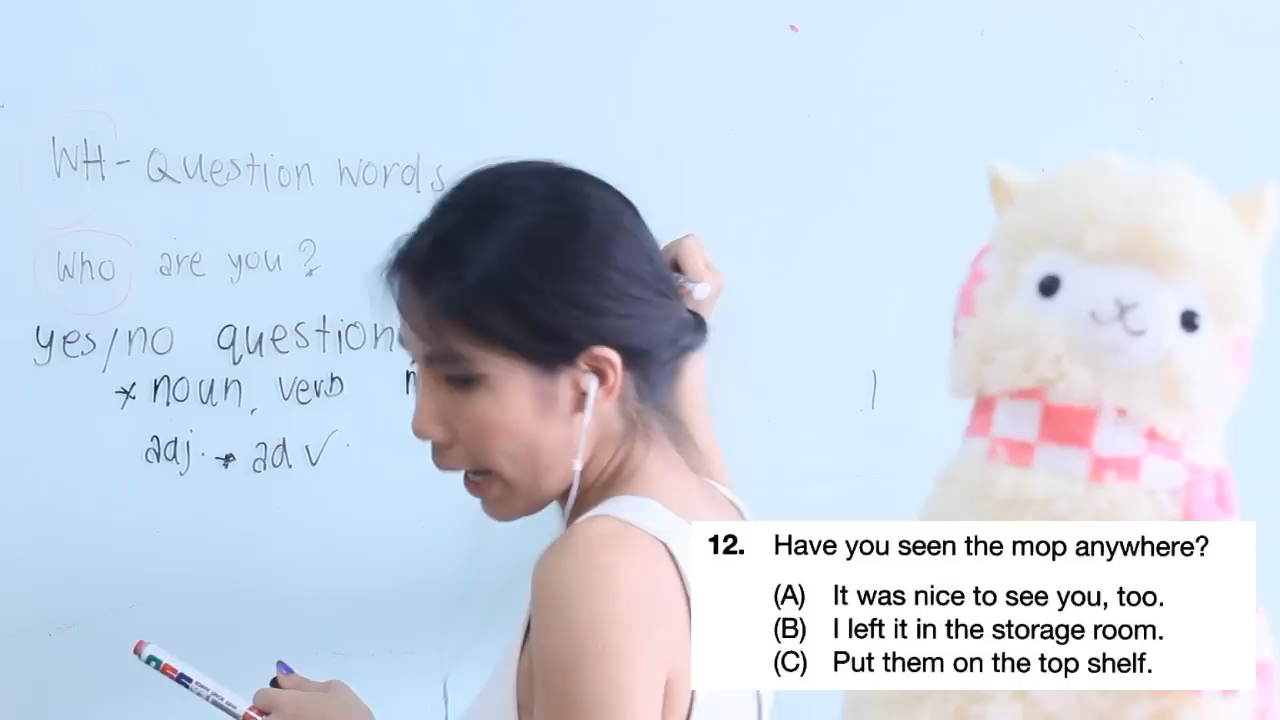 WH- Question words
Who are you?
yes/no question
* noun, verb
adj. → adv.
12. Have you seen the mop anywhere?
(A) It was nice to see you, too.
(B) I left it in the storage room.
(C) Put them on the top shelf.